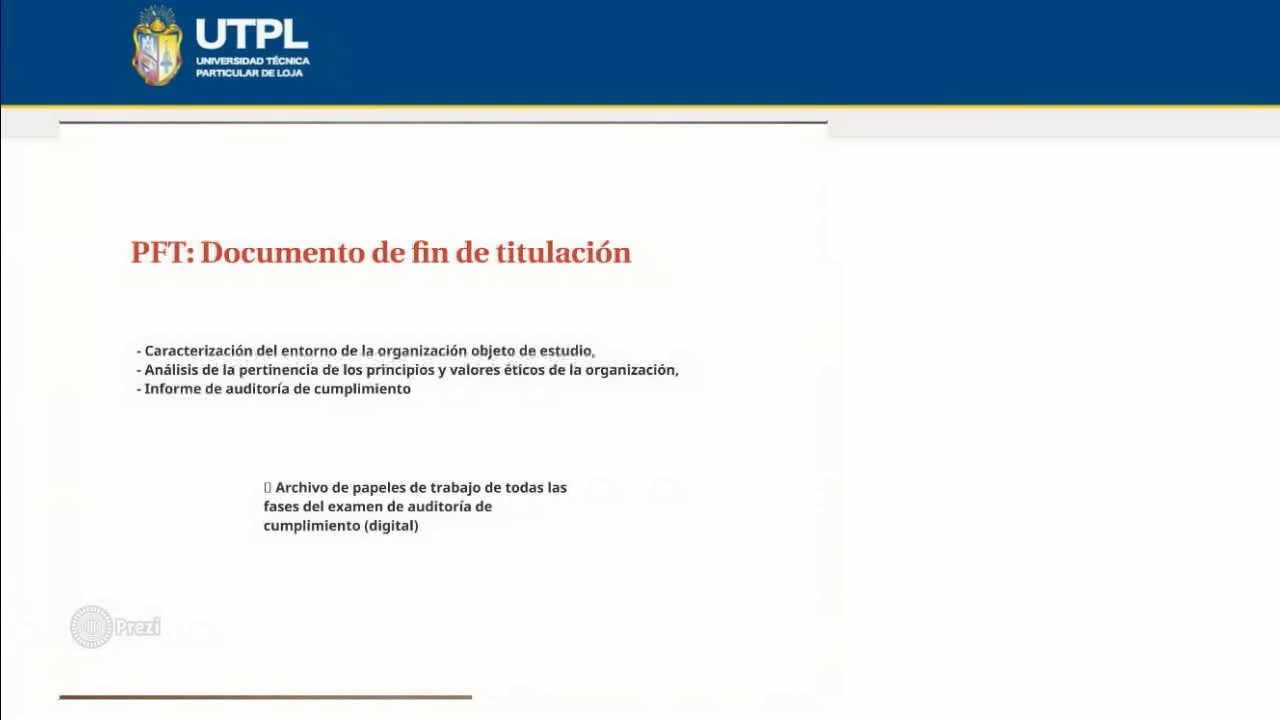 UTPL
UNIVERSIDAD TÉCNICA
PARTICULAR DE LOJA
PFT: Documento de fin de titulación
- Caracterización del entorno de la organización objeto de estudio,
- Análisis de la pertinencia de los principios y valores éticos de la organización,
- Informe de auditoría de cumplimiento
▯ Archivo de papeles de trabajo de todas las
fases del examen de auditoría de
cumplimiento (digital)
Prezi